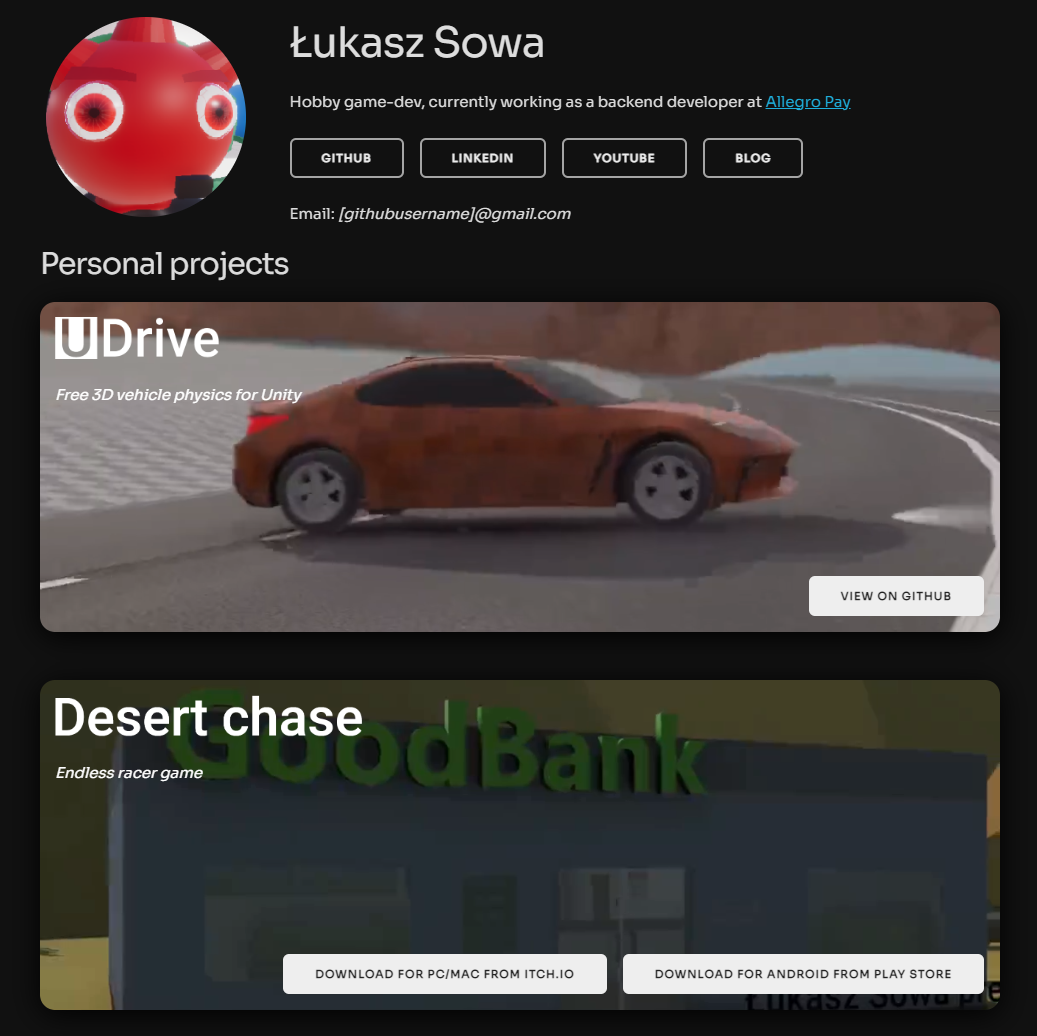 Łukasz Sowa
Hobby game-dev, currently working as a backend developer at Allegro Pay
GITHUB LINKEDIN YOUTUBE BLOG
Email: [githubusername]@gmail.com
Personal projects
UDrive
Free 3D vehicle physics for Unity
VIEW ON GITHUB
Desert chase
GoodBank
Endless racer game
DOWNLOAD FOR PC/MAC FROM ITCH.IO DOWNLOAD FOR ANDROID FROM PLAY STORE
Łukasz Sowa